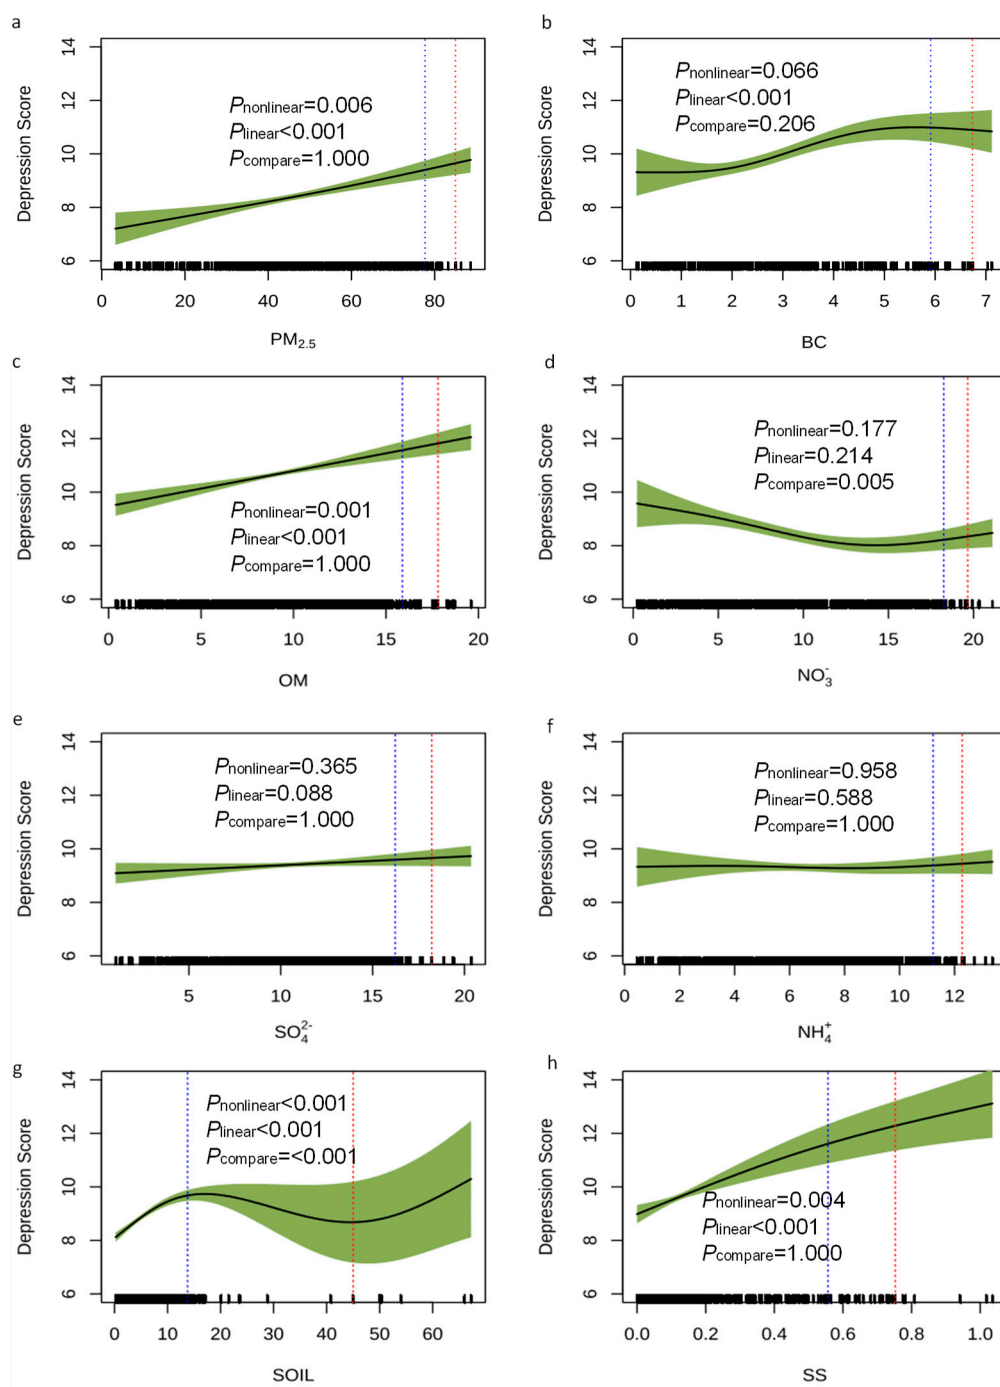 a
Depression Score
14
12
10
8
6
Pnonlinear=0.006
Plinear<0.001
Pcompare=1.000
0 20 40 60 80
PM2.5
b
Depression Score
14
12
10
8
6
Pnonlinear=0.066
Plinear<0.001
Pcompare=0.206
0 1 2 3 4 5 6 7
BC
c
Depression Score
14
12
10
8
6
Pnonlinear=0.001
Plinear<0.001
Pcompare=1.000
0 5 10 15 20
OM
d
Depression Score
14
12
10
8
6
Pnonlinear=0.177
Plinear=0.214
Pcompare=0.005
0 5 10 15 20
NO3-
e
Depression Score
14
12
10
8
6
Pnonlinear=0.365
Plinear=0.088
Pcompare=1.000
5 10 15 20
SO42-
f
Depression Score
14
12
10
8
6
Pnonlinear=0.958
Plinear=0.588
Pcompare=1.000
0 2 4 6 8 10 12
NH4+
g
Depression Score
14
12
10
8
6
Pnonlinear<0.001
Plinear<0.001
Pcompare=<0.001
0 10 20 30 40 50 60
SOIL
h
Depression Score
14
12
10
8
6
Pnonlinear=0.004
Plinear<0.001
Pcompare=1.000
0.0 0.2 0.4 0.6 0.8 1.0
SS